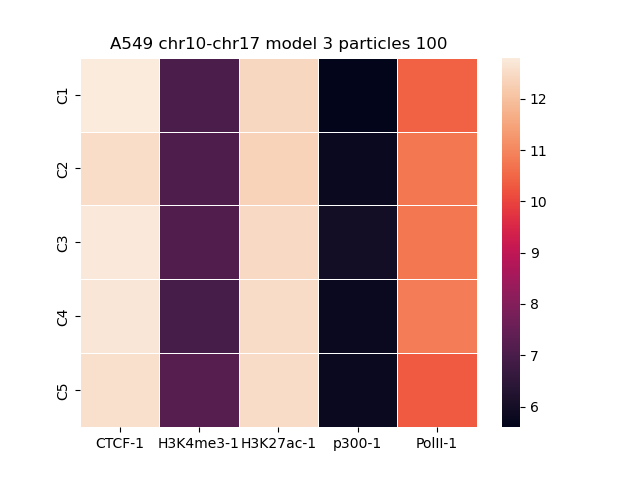 A549 chr10-chr17 model 3 particles 100
C1
C2
C3
C4
C5
CTCF-1 H3K4me3-1 H3K27ac-1 p300-1 PolII-1
12
11
10
9
8
7
6